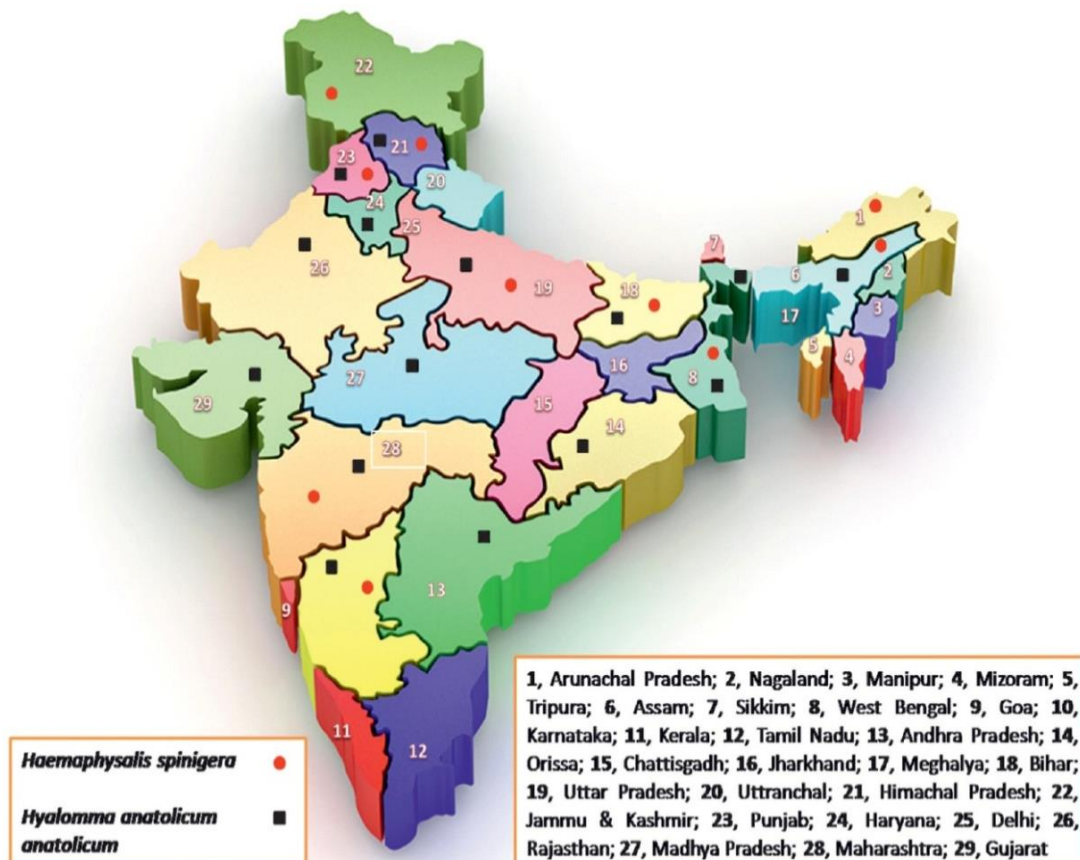 22
21
23
20
24
25
1
7
26
19
6
2
18
17
3
27
16
5
4
29
15
8
14
28
13
9
11
12
Haemaphysalis spinigera
Hyalomma anatolicum
anatolicum
1, Arunachal Pradesh; 2, Nagaland; 3, Manipur; 4, Mizoram; 5,
Tripura; 6, Assam; 7, Sikkim; 8, West Bengal; 9, Goa; 10,
Karnataka; 11, Kerala; 12, Tamil Nadu; 13, Andhra Pradesh; 14,
Orissa; 15, Chattisgadh; 16, Jharkhand; 17, Meghalya; 18, Bihar;
19, Uttar Pradesh; 20, Uttranchal; 21, Himachal Pradesh; 22,
Jammu & Kashmir; 23, Punjab; 24, Haryana; 25, Delhi; 26,
Rajasthan; 27, Madhya Pradesh; 28, Maharashtra; 29, Gujarat